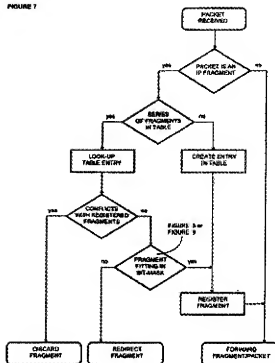 FIGURE 7
PACKET
RECEIVED
PACKET IS AN
IP FRAGMENT
yes
no
SERIES
OF FRAGMENTS
IN TABLE
yes
no
LOOK-UP
TABLE ENTRY
CREATE ENTRY
IN TABLE
CONFLICTS
WITH REGISTERED
FRAGMENTS
yes
no
FIGURE 8 or
FIGURE 9
FRAGMENT
FITTING IN
BIT-MASK
no
yes
REGISTER
FRAGMENT
DISCARD
FRAGMENT
REDIRECT
FRAGMENT
FORWARD
FRAGMENT/PACKET